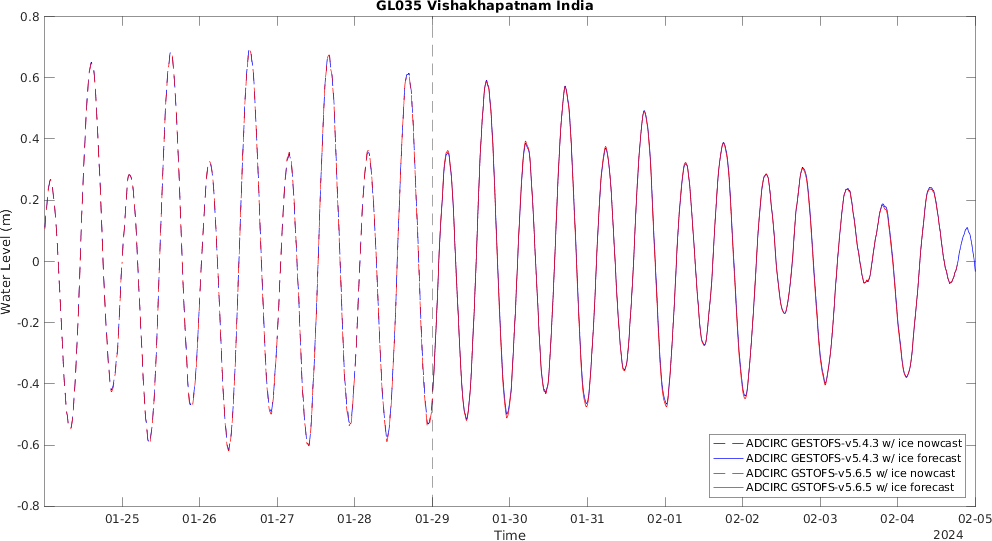 GL035 Vishakhapatnam India
0.8
0.6
0.4
0.2
0
-0.2
-0.4
-0.6
-0.8
Water Level (m)
ADCIRC GESTOFS-v5.4.3 w/ ice nowcast
ADCIRC GESTOFS-v5.4.3 w/ ice forecast
ADCIRC GSTOFS-v5.6.5 w/ ice nowcast
ADCIRC GSTOFS-v5.6.5 w/ ice forecast
01-25 01-26 01-27 01-28 01-29 01-30 01-31 02-01 02-02 02-03 02-04 02-05
Time
2024